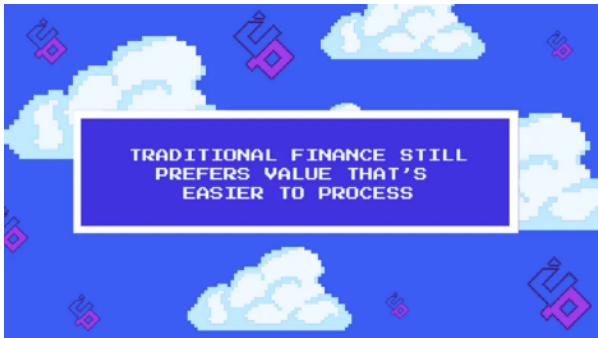 TRADITIONAL FINANCE STILL
PREFERS VALUE THAT'S
EASIER TO PROCESS